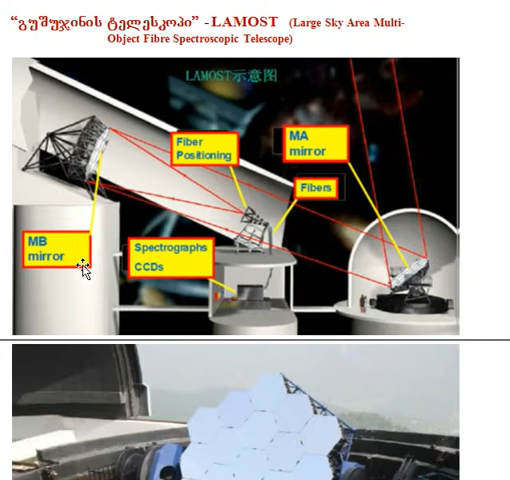 “გუშუჯინის ტელესკოპი” -LAMOST (Large Sky Area Multi-
Object Fibre Spectroscopic Telescope)
LAMOST示意图
Fiber
Positioning
MA
mirror
Fibers
MB
mirror
Spectrographs
CCDs